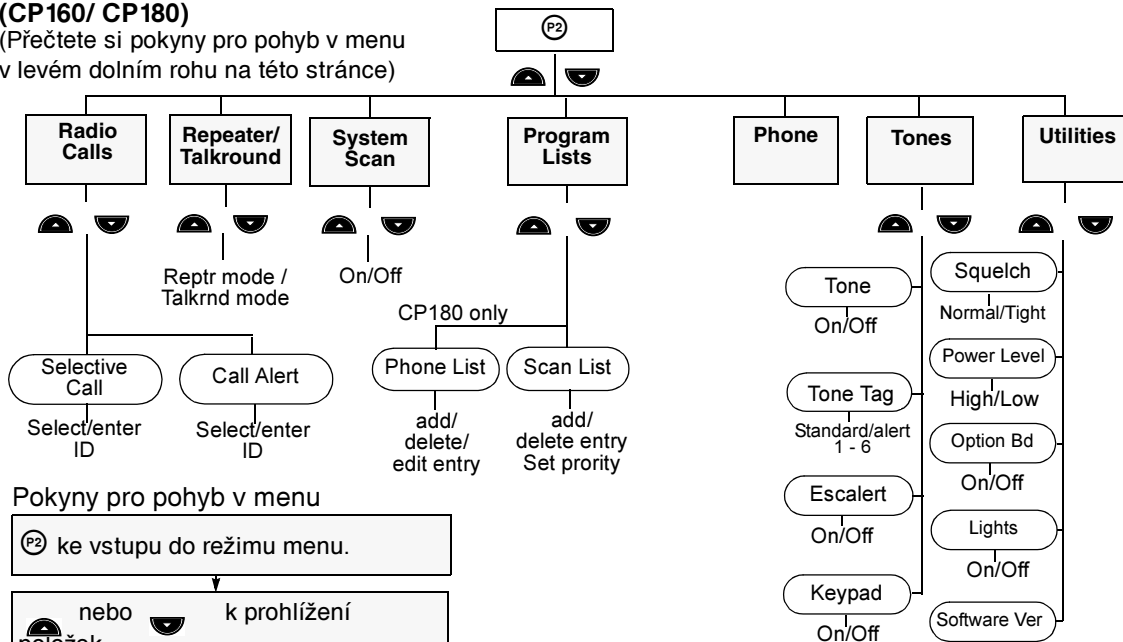 (CP160/ CP180)
(Přečtete si pokyny pro pohyb v menu
v levém dolním rohu na této stránce)
P2
Radio
Calls
Repeater/
Talkround
System
Scan
Program
Lists
Phone
Tones
Utilities
Reptr mode /
Talkrnd mode
On/Off
CP180 only
Selective
Call
Select/enter
ID
Call Alert
Select/enter
ID
Phone List
add/
delete/
edit entry
Scan List
add/
delete entry
Set prority
Tone
On/Off
Tone Tag
Standard/alert
1 - 6
Escalert
On/Off
Keypad
On/Off
Squelch
Normal/Tight
Power Level
High/Low
Option Bd
On/Off
Lights
On/Off
Software Ver
Pokyny pro pohyb v menu
P2 ke vstupu do režimu menu.
nebo k prohlížení
položek